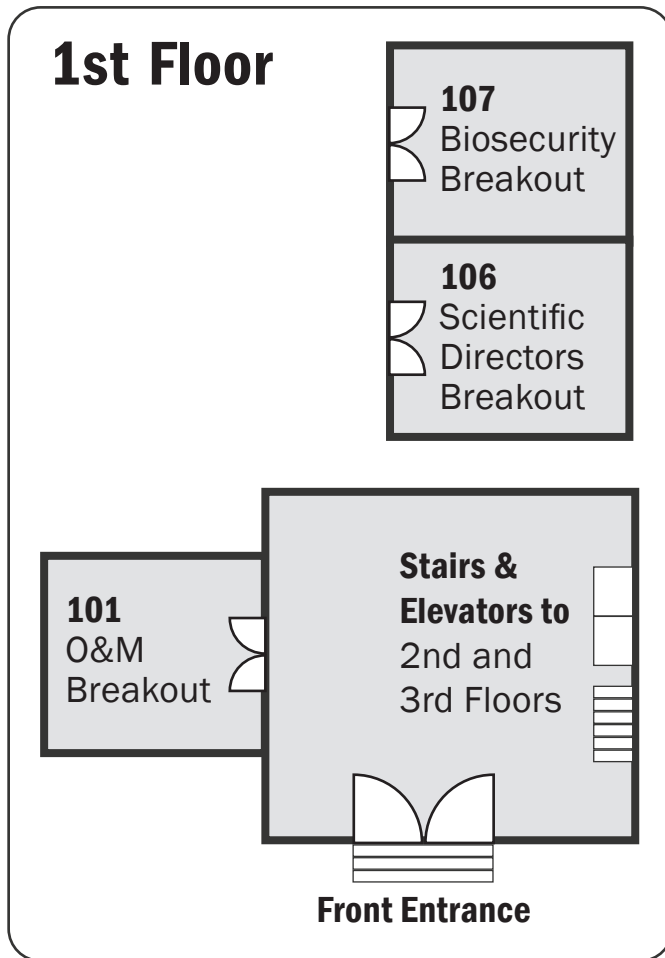 1st Floor
107
Biosecurity
Breakout
106
Scientific
Directors
Breakout
101
O&M
Breakout
Stairs &
Elevators to
2nd and
3rd Floors
Front Entrance